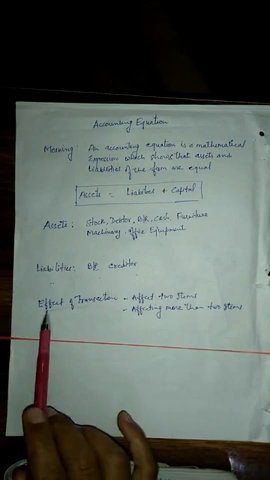 Accounting Equation
Meaning: An accounting equation is a mathematical
Expression which shows that assets and
liabilities of the firm are equal
Assets = Liabilities + Capital
Assets: Stock, Debtor, B/R, Cash Furniture
Machinery, office Equipment
Liabilities: B/P, Creditor
Effect of Transaction - Affect two Items
- Affecting more than two Items